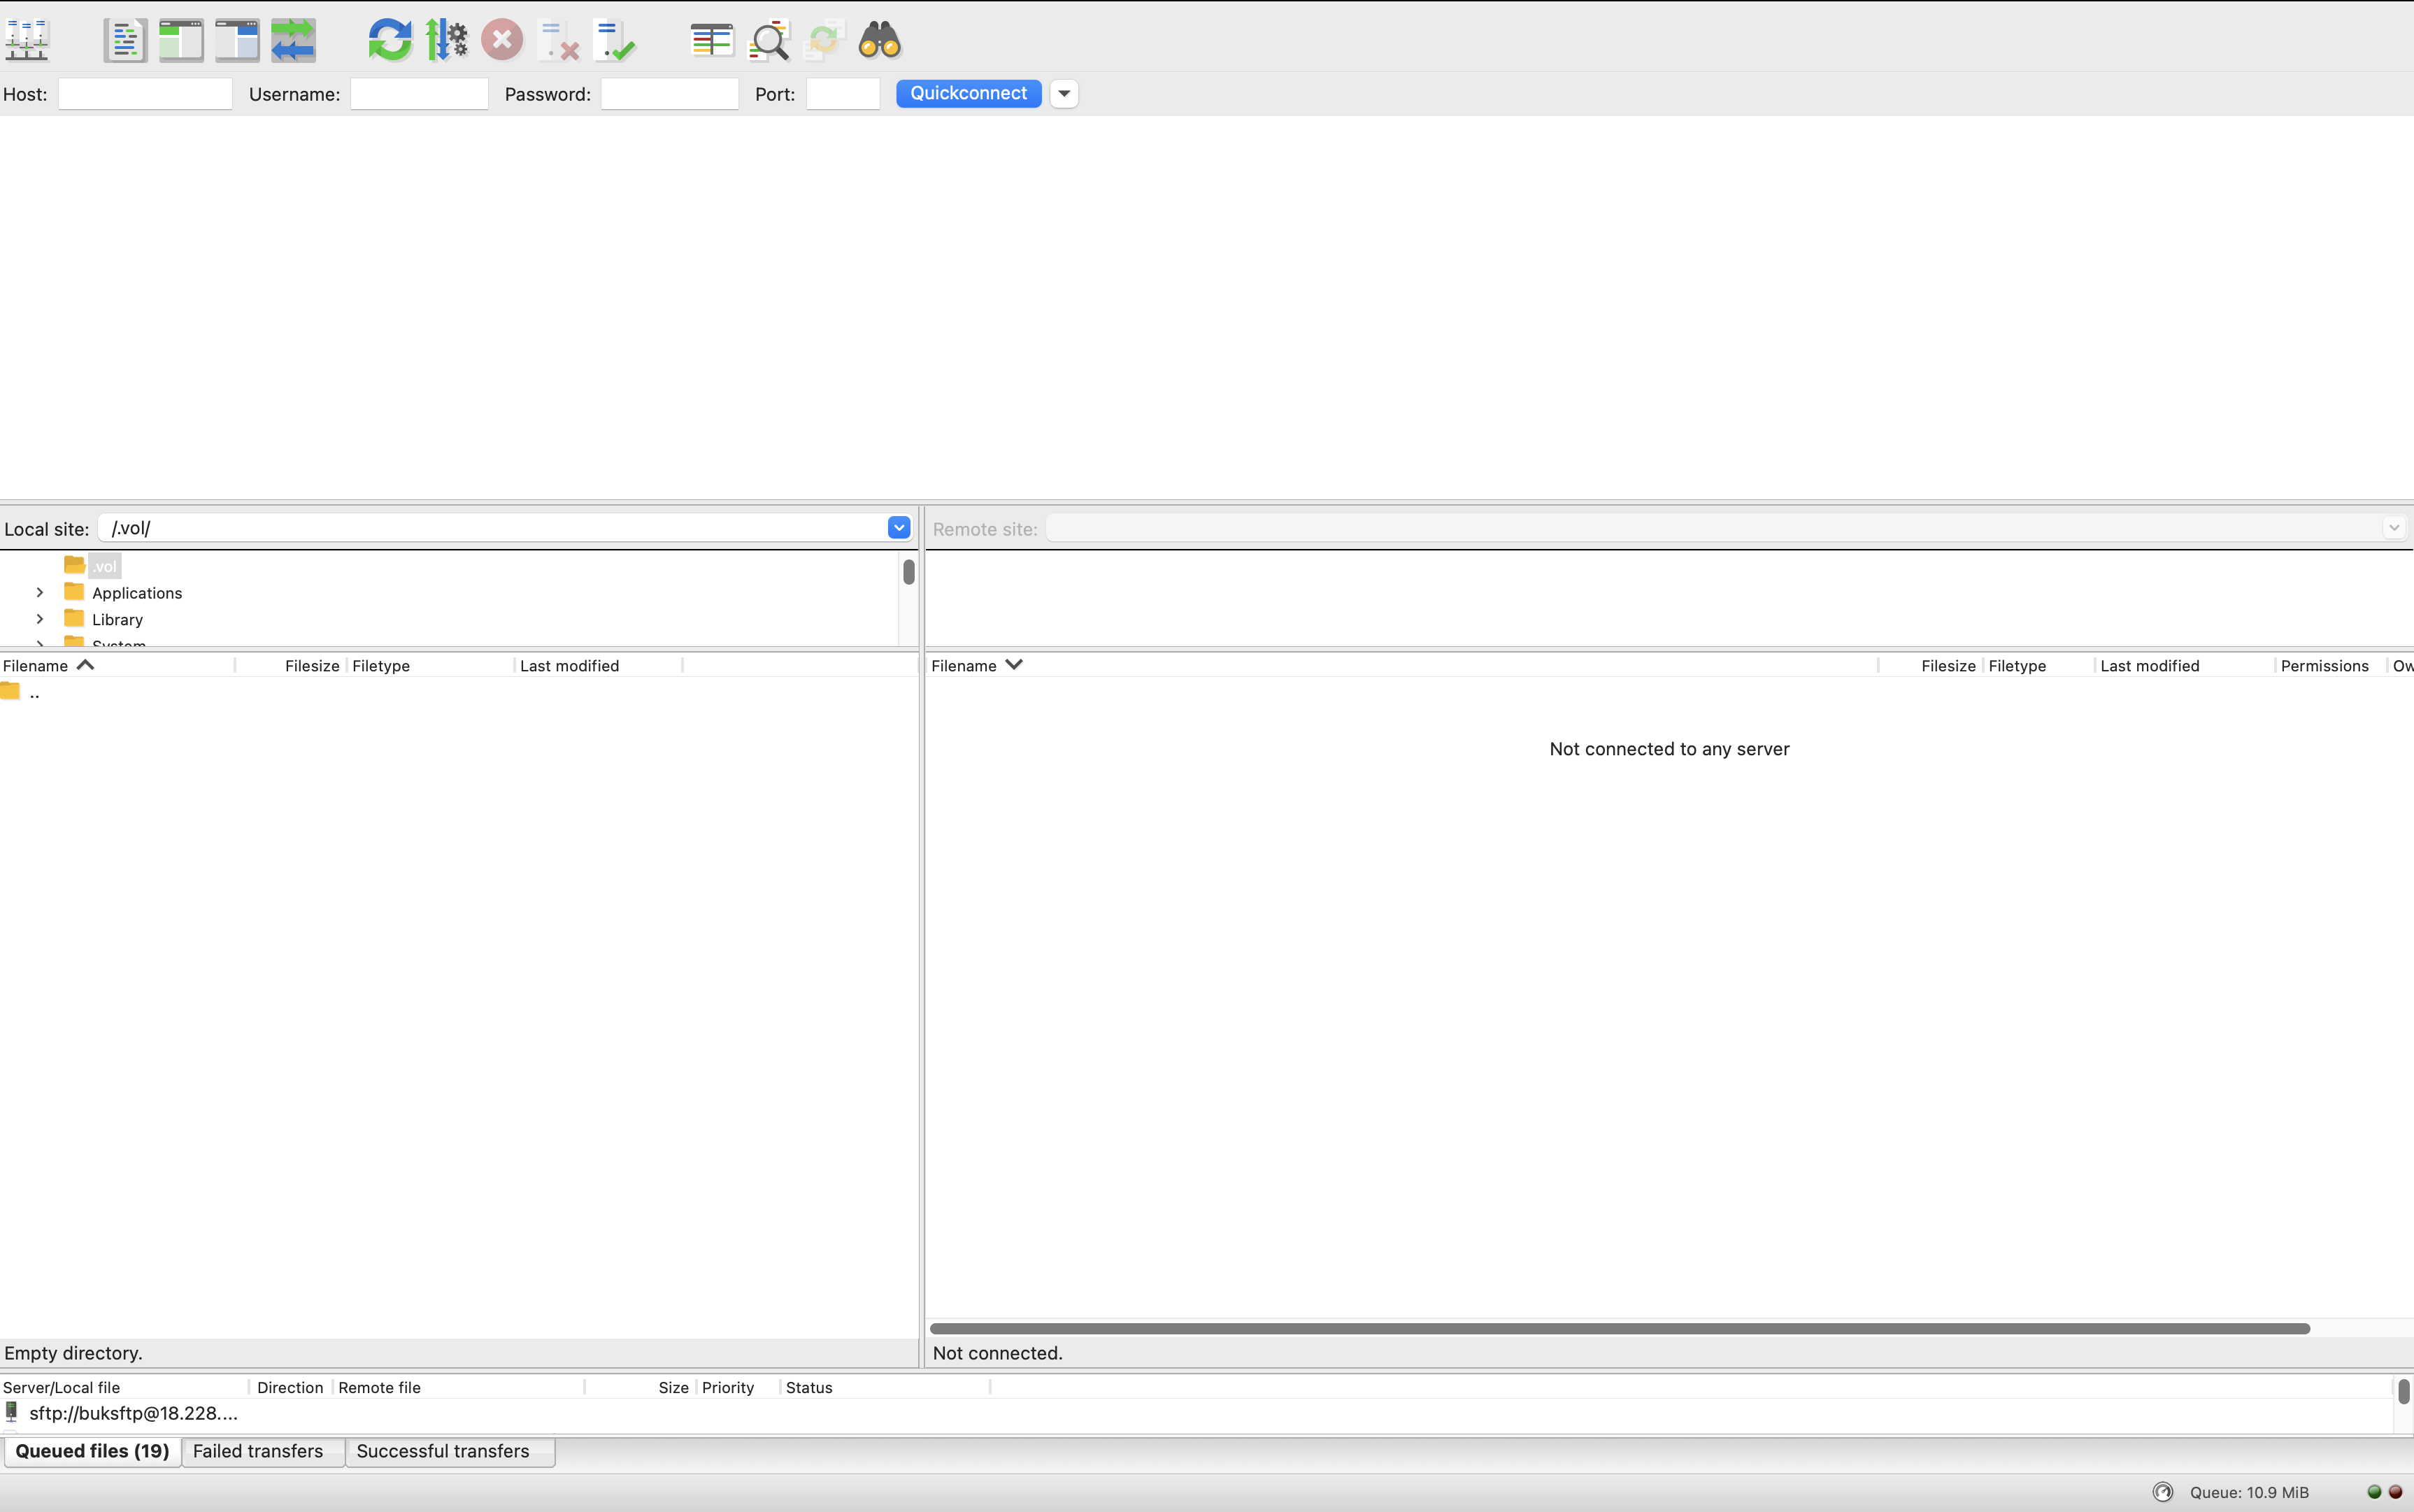 Host: Username: Password: Port: Quickconnect
Local site: /.vol/
Remote site:
.vol
Applications
Library
System
Filename Filesize Filetype Last modified
Filename Filesize Filetype Last modified Permissions Ow
..
Not connected to any server
Empty directory.
Not connected.
Server/Local file Direction Remote file Size Priority Status
sftp://buksftp@18.228....
Queued files (19) Failed transfers Successful transfers
Queue: 10.9 MiB